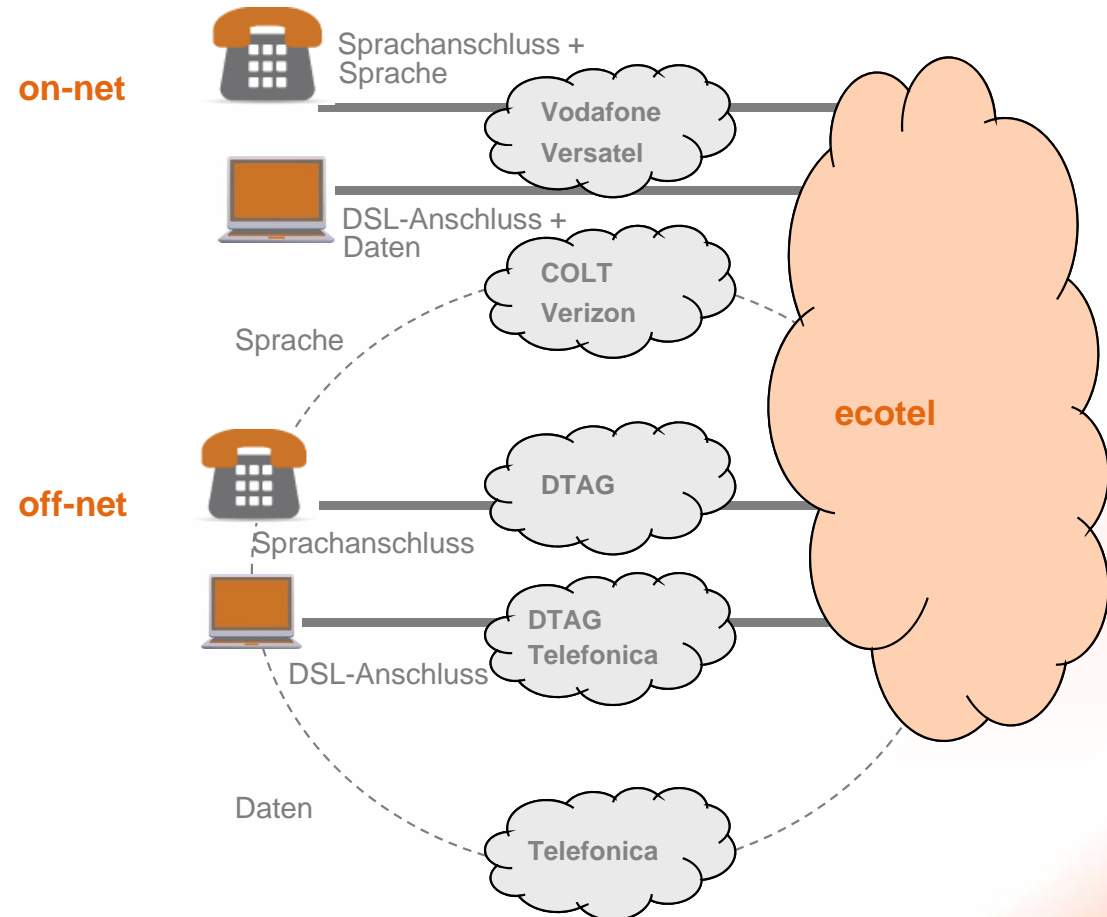 on-net
Sprachanschluss +
Sprache
Vodafone
Versatel
DSL-Anschluss +
Daten
COLT
Verizon
Sprache
ecotel
off-net
DTAG
Sprachanschluss
DTAG
Telefonica
DSL-Anschluss
Daten
Telefonica